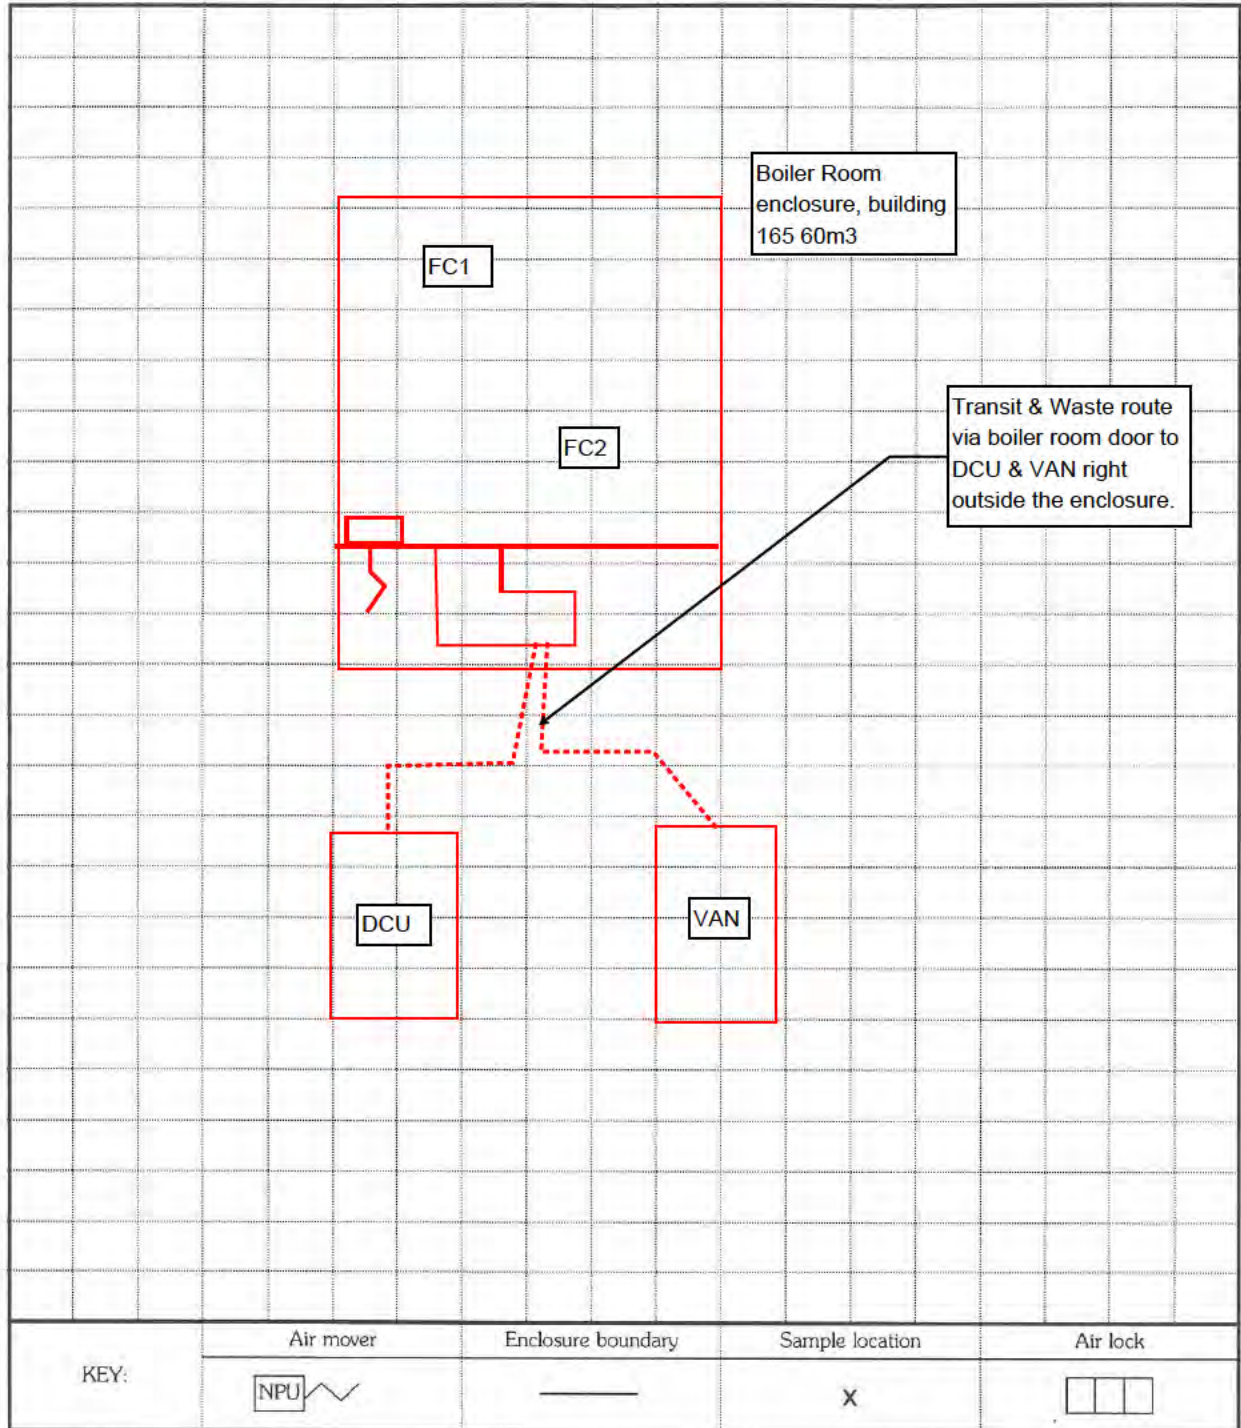 Boiler Room
enclosure, building
165 60m3
FC1
Transit & Waste route
via boiler room door to
DCU & VAN right
outside the enclosure.
FC2
DCU
VAN
KEY:
Air mover
Enclosure boundary
Sample location
Air lock
NPU
X